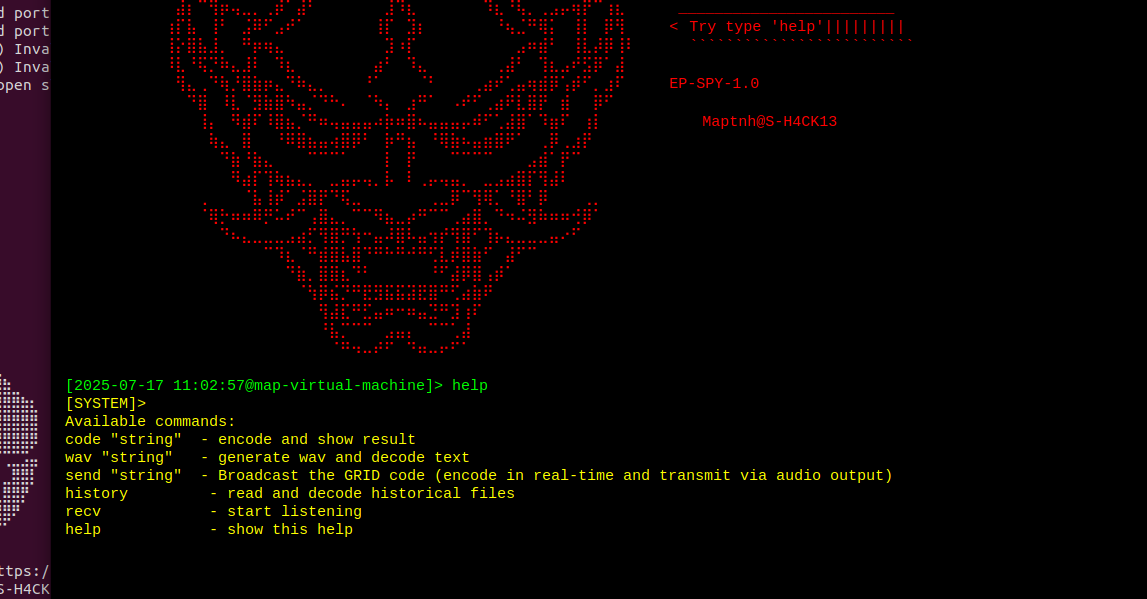 d port
d port
) Inva
) Inva
open s
< Try type 'help'|||||||||
EP-SPY-1.0
Maptnh@S-H4CK13
[2025-07-17 11:02:57@map-virtual-machine]> help
[SYSTEM]>
Available commands:
code "string"  - encode and show result
wav "string"   - generate wav and decode text
send "string"  - Broadcast the GRID code (encode in real-time and transmit via audio output)
history         - read and decode historical files
recv            - start listening
help            - show this help
ttps:/
S-H4CK